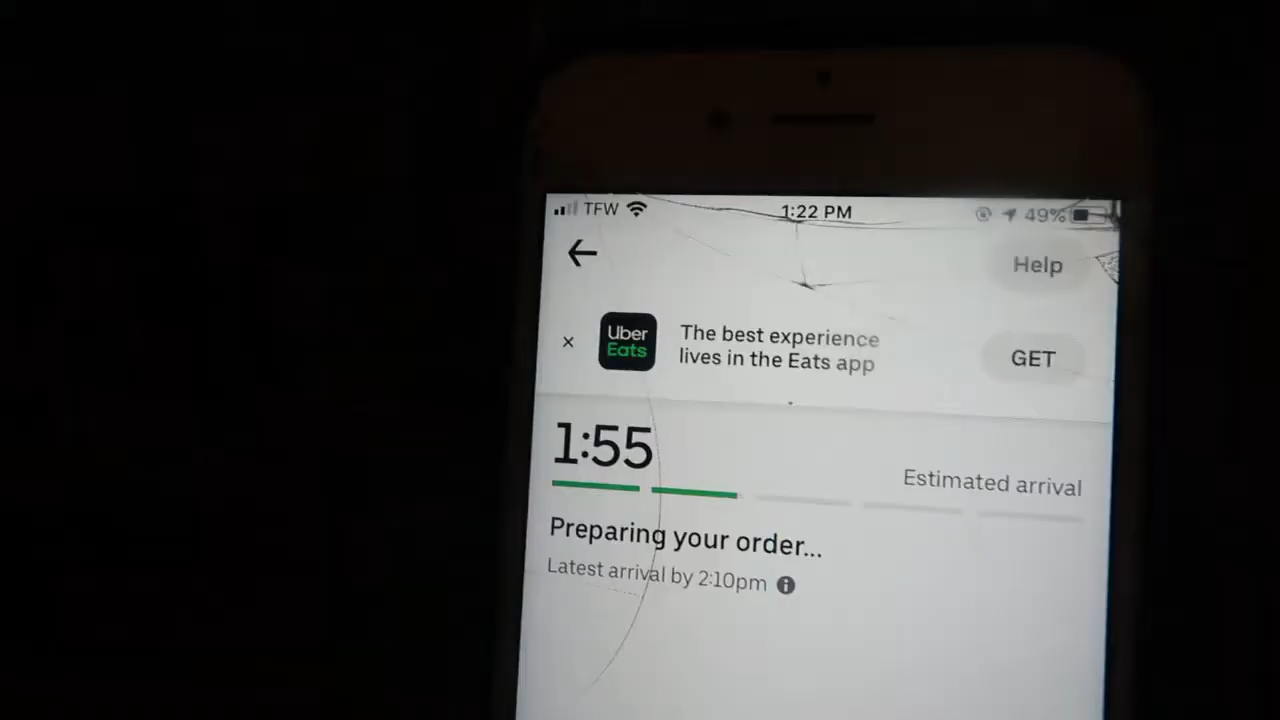 TFW 1:22 PM 49%
Help
× Uber Eats
The best experience
lives in the Eats app
GET
1:55
Estimated arrival
Preparing your order...
Latest arrival by 2:10pm